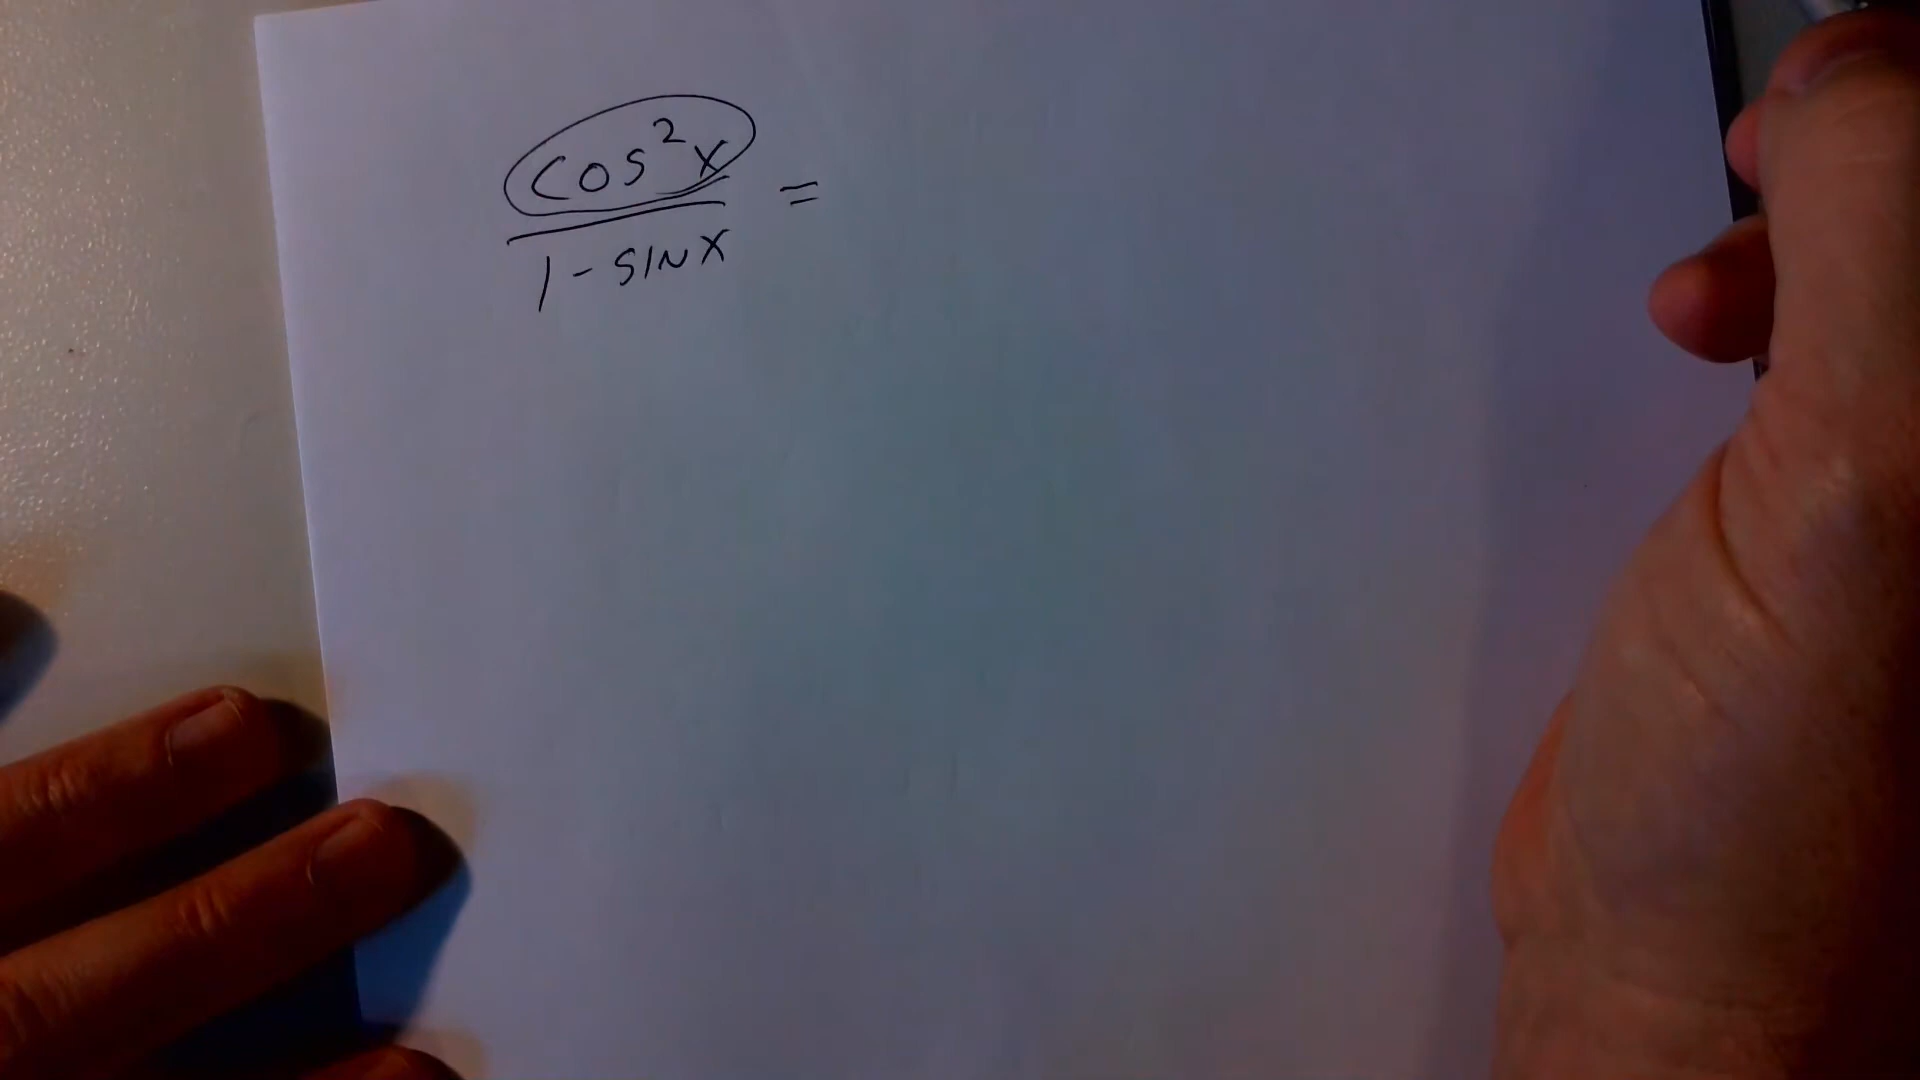 cos²x
/ 1 - sinx =